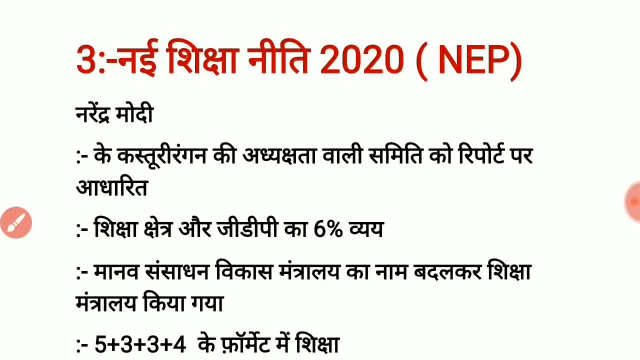 3:-नई शिक्षा नीति 2020 ( NEP)
नरेंद्र मोदी
:- के कस्तूरीरंगन की अध्यक्षता वाली समिति को रिपोर्ट पर
आधारित
:- शिक्षा क्षेत्र और जीडीपी का 6% व्यय
:- मानव संसाधन विकास मंत्रालय का नाम बदलकर शिक्षा
मंत्रालय किया गया
:- 5+3+3+4 के फ़ॉर्मेट में शिक्षा